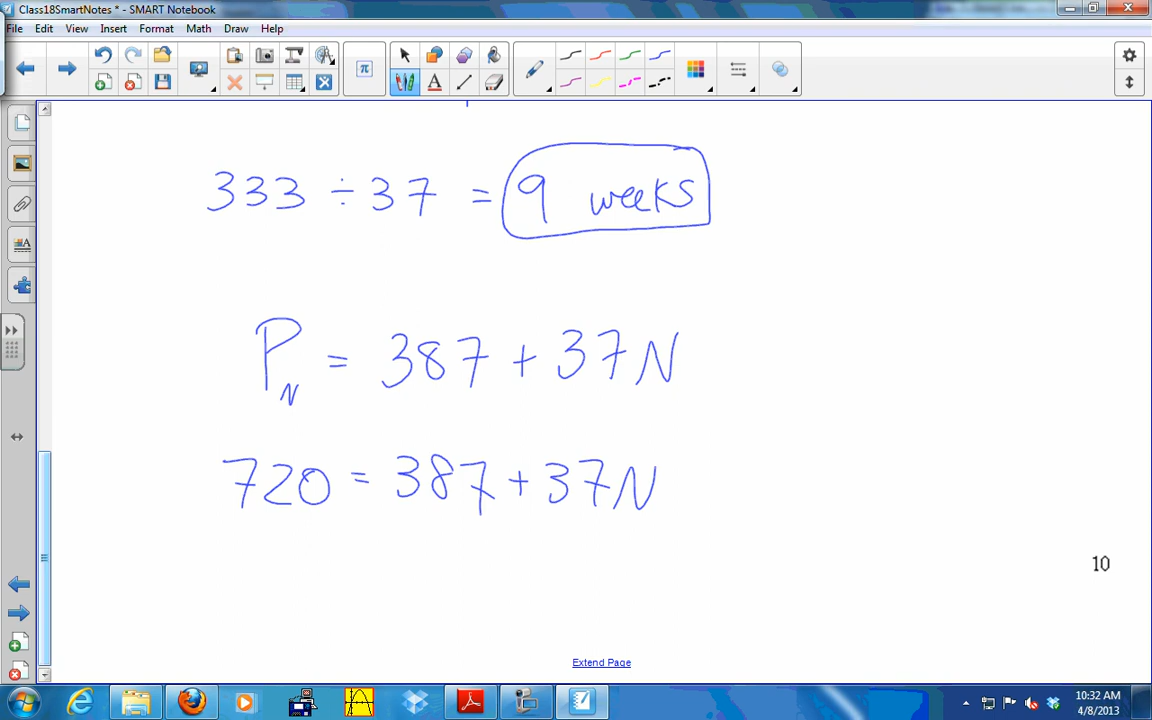 Class18SmartNotes * - SMART Notebook
File Edit View Insert Format Math Draw Help
π
A
333 ÷ 37 = 9 weeks
P_N = 387 + 37N
720 = 387 + 37N
10
Extend Page
10:32 AM
4/8/2013